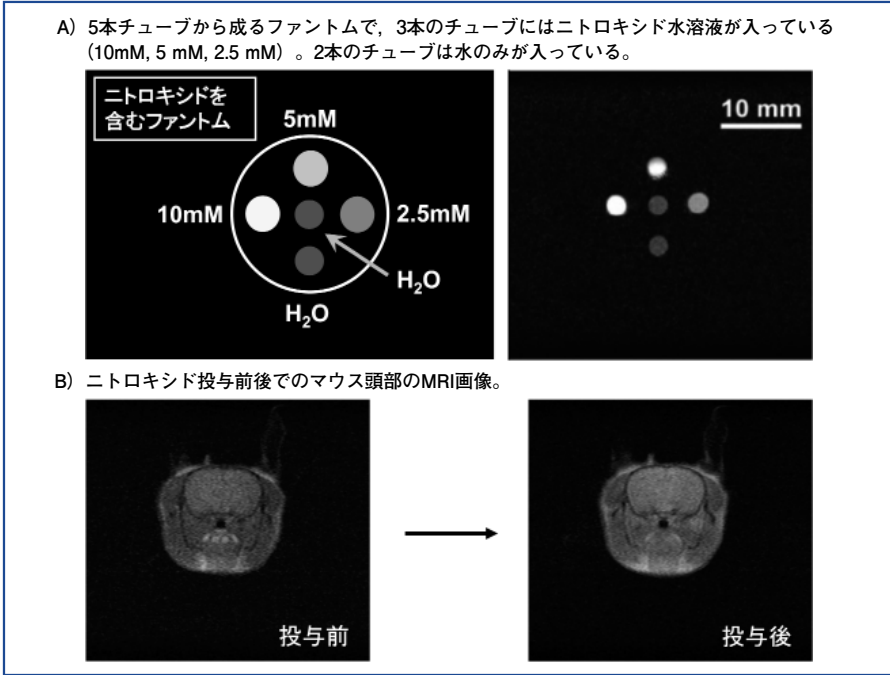 A）5本チューブから成るファントムで，3本のチューブにはニトロキシド水溶液が入っている
(10mM, 5 mM, 2.5 mM）。2本のチューブは水のみが入っている。
ニトロキシドを
含むファントム
5mM
10mM
2.5mM
H₂O
H₂O
10 mm
B）ニトロキシド投与前後でのマウス頭部のMRI画像。
投与前
投与後